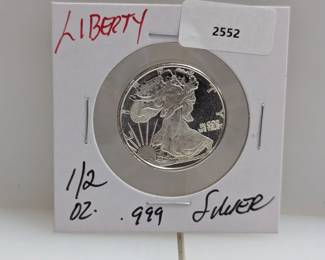 LIBERTY
2552
1/2
OZ. .999 SILVER